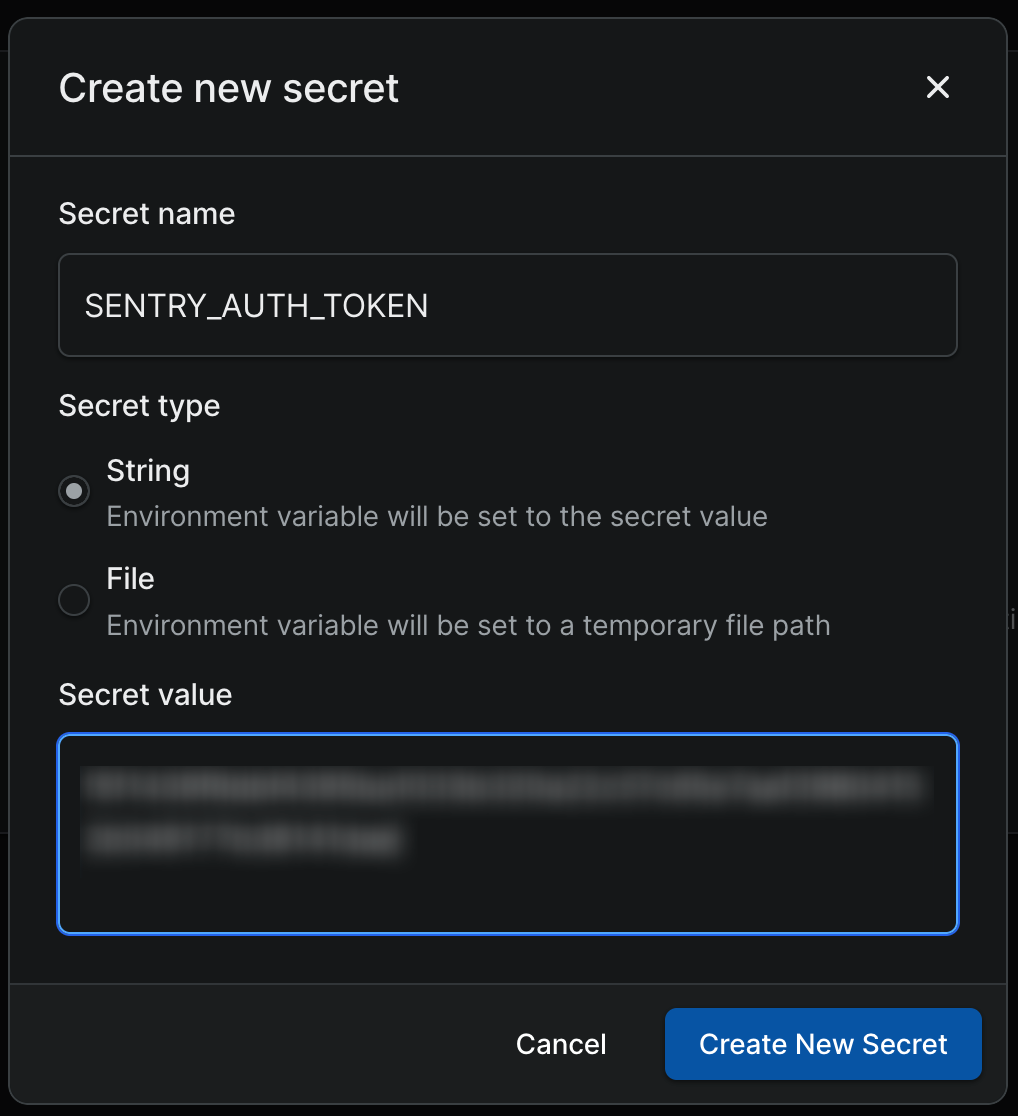 Create new secret
Secret name
SENTRY_AUTH_TOKEN
Secret type
String
Environment variable will be set to the secret value
File
Environment variable will be set to a temporary file path
Secret value
Cancel
Create New Secret